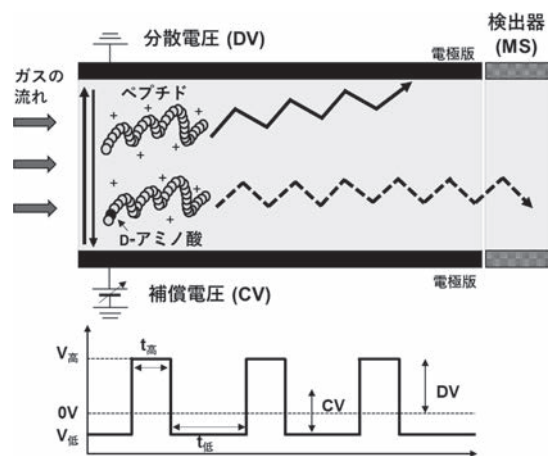 分散電圧 (DV)
検出器
(MS)
電極版
ガスの
流れ
ペプチド
+ + + + + +
+ + + + + +
D-アミノ酸
電極版
補償電圧 (CV)
V高
t高
DV
CV
0V
V低
t低